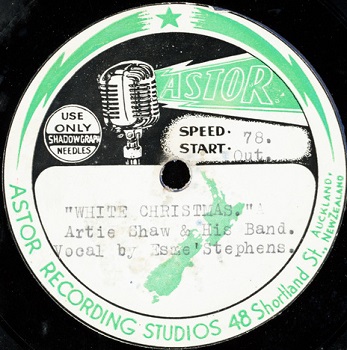 ASTOR
USE
ONLY
SHADOWGRAPH
NEEDLES
SPEED· 78.
START· Out.
"WHITE CHRISTMAS."
Artie Shaw & His Band.
Vocal by Esme Stephens.
ASTOR RECORDING STUDIOS 48 Shortland St., AUCKLAND·
NEW ZEALAND